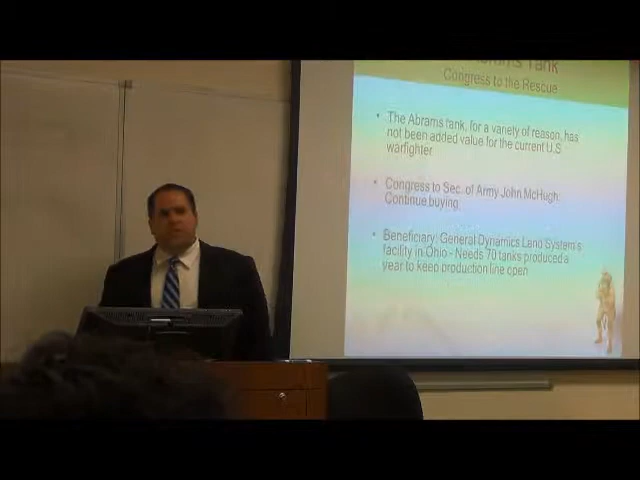 Tank
Congress to the Rescue
• The Abrams tank, for a variety of reason, has
not been added value for the current U.S
warfighter
• Congress to Sec. of Army John McHugh:
Continue buying.
• Beneficiary: General Dynamics Land System's
facility in Ohio - Needs 70 tanks produced a
year to keep production line open